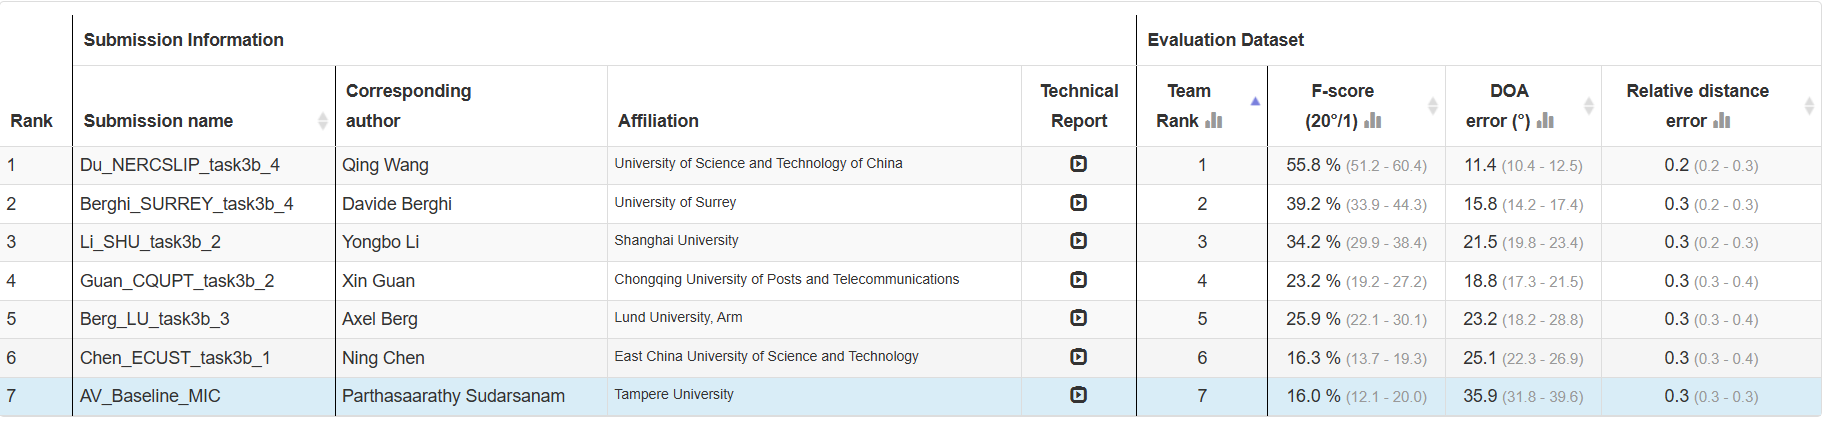 Submission Information Evaluation Dataset
Rank Submission name Corresponding author Affiliation Technical Report Team Rank F-score (20°/1) DOA error (°) Relative distance error
1 Du_NERCSLIP_task3b_4 Qing Wang University of Science and Technology of China 1 55.8 % (51.2 - 60.4) 11.4 (10.4 - 12.5) 0.2 (0.2 - 0.3)
2 Berghi_SURREY_task3b_4 Davide Berghi University of Surrey 2 39.2 % (33.9 - 44.3) 15.8 (14.2 - 17.4) 0.3 (0.2 - 0.3)
3 Li_SHU_task3b_2 Yongbo Li Shanghai University 3 34.2 % (29.9 - 38.4) 21.5 (19.8 - 23.4) 0.3 (0.2 - 0.3)
4 Guan_CQUPT_task3b_2 Xin Guan Chongqing University of Posts and Telecommunications 4 23.2 % (19.2 - 27.2) 18.8 (17.3 - 21.5) 0.3 (0.3 - 0.4)
5 Berg_LU_task3b_3 Axel Berg Lund University, Arm 5 25.9 % (22.1 - 30.1) 23.2 (18.2 - 28.8) 0.3 (0.3 - 0.4)
6 Chen_ECUST_task3b_1 Ning Chen East China University of Science and Technology 6 16.3 % (13.7 - 19.3) 25.1 (22.3 - 26.9) 0.3 (0.3 - 0.4)
7 AV_Baseline_MIC Parthasaarathy Sudarsanam Tampere University 7 16.0 % (12.1 - 20.0) 35.9 (31.8 - 39.6) 0.3 (0.3 - 0.3)